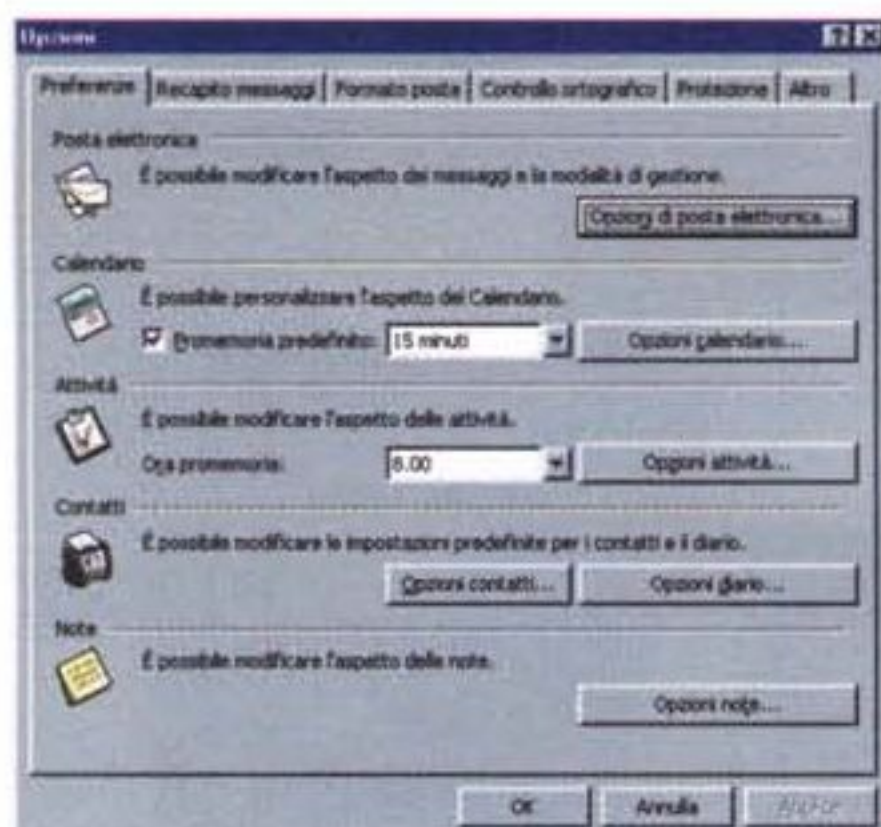 Opzioni
Preferenze Recapito messaggi Formato posta Controllo ortografico Protezione Altro
Posta elettronica
È possibile modificare l'aspetto dei messaggi e la modalità di gestione.
Opzioni di posta elettronica...
Calendario
È possibile personalizzare l'aspetto del Calendario.
Promemoria predefinito: 15 minuti Opzioni calendario...
Attività
È possibile modificare l'aspetto delle attività.
Ora promemoria: 8.00 Opzioni attività...
Contatti
È possibile modificare le impostazioni predefinite per i contatti e il diario.
Opzioni contatti... Opzioni diario...
Note
È possibile modificare l'aspetto delle note.
Opzioni note...
OK Annulla Applica